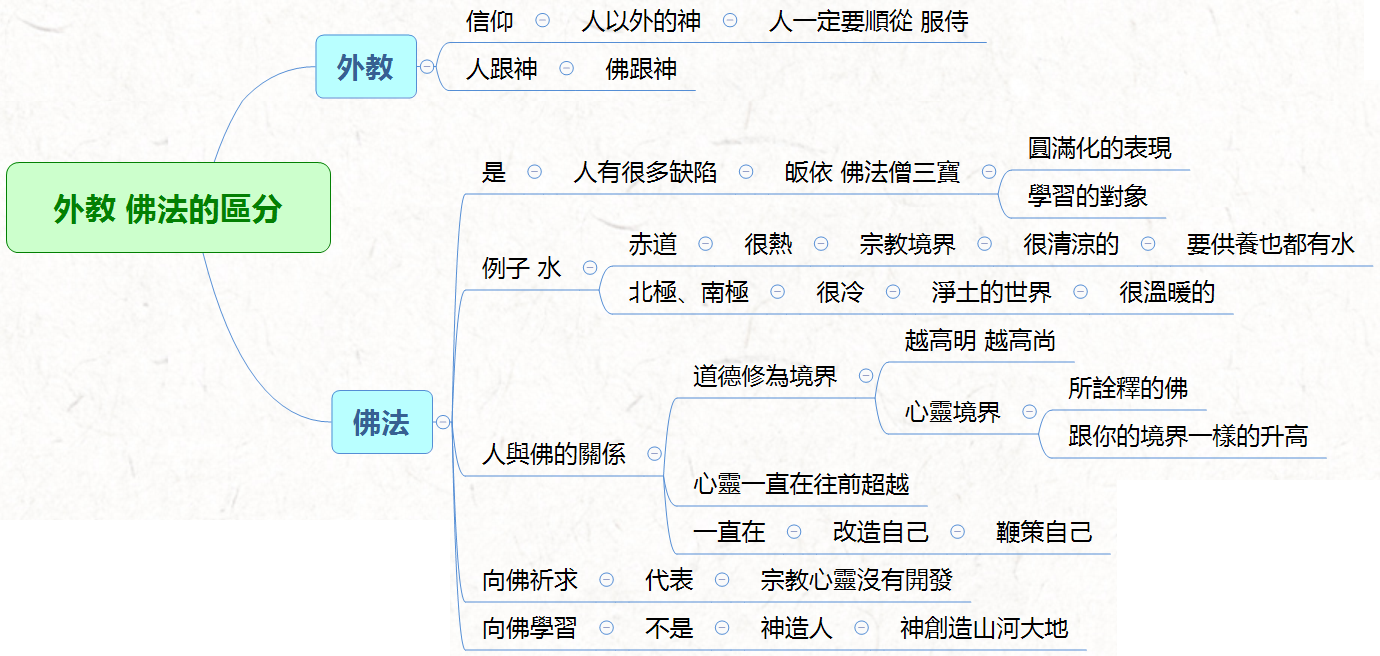 外教 佛法的區分
外教
信仰 人以外的神 人一定要順從 服侍
人跟神 佛跟神
佛法
是 人有很多缺陷 皈依 佛法僧三寶
圓滿化的表現
學習的對象
例子 水
赤道 很熱 宗教境界 很清涼的 要供養也都有水
北極、南極 很冷 淨土的世界 很溫暖的
人與佛的關係
道德修為境界
越高明 越高尚
心靈境界
所詮釋的佛
跟你的境界一樣的升高
心靈一直在往前超越
一直在 改造自己 鞭策自己
向佛祈求 代表 宗教心靈沒有開發
向佛學習 不是 神造人 神創造山河大地